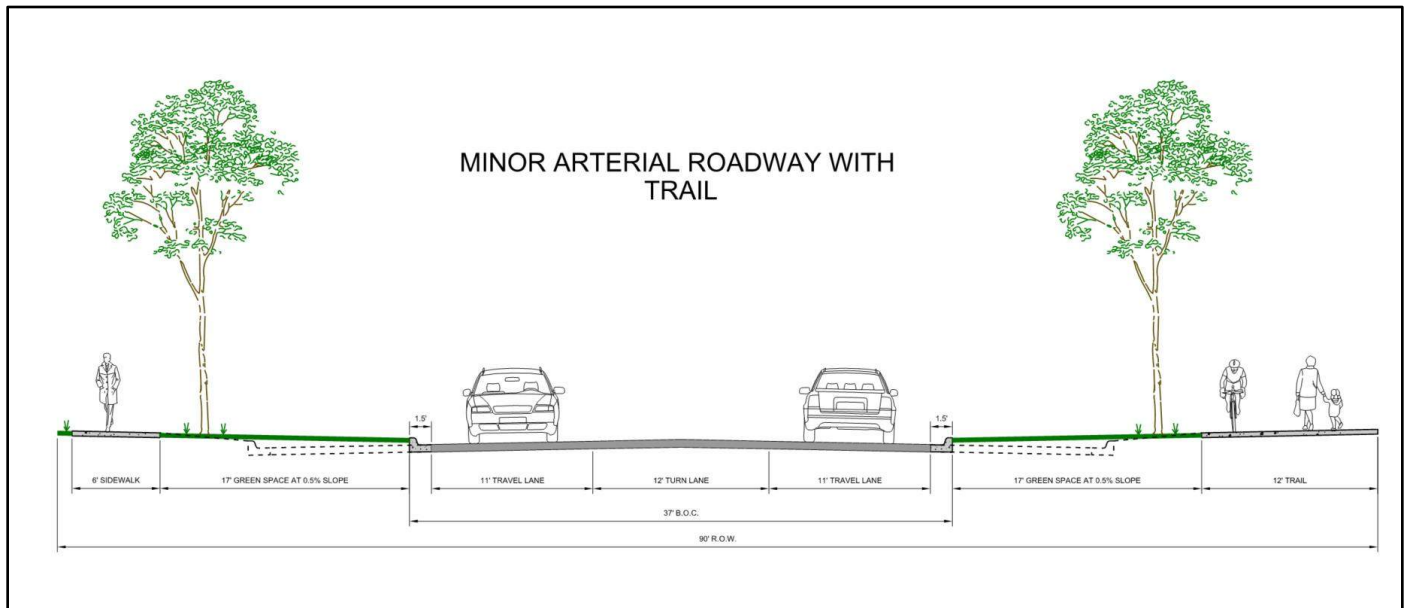 MINOR ARTERIAL ROADWAY WITH
TRAIL
1.5'
1.5'
6' SIDEWALK
17' GREEN SPACE AT 0.5% SLOPE
11' TRAVEL LANE
12' TURN LANE
11' TRAVEL LANE
17' GREEN SPACE AT 0.5% SLOPE
12' TRAIL
37' B.O.C.
90' R.O.W.